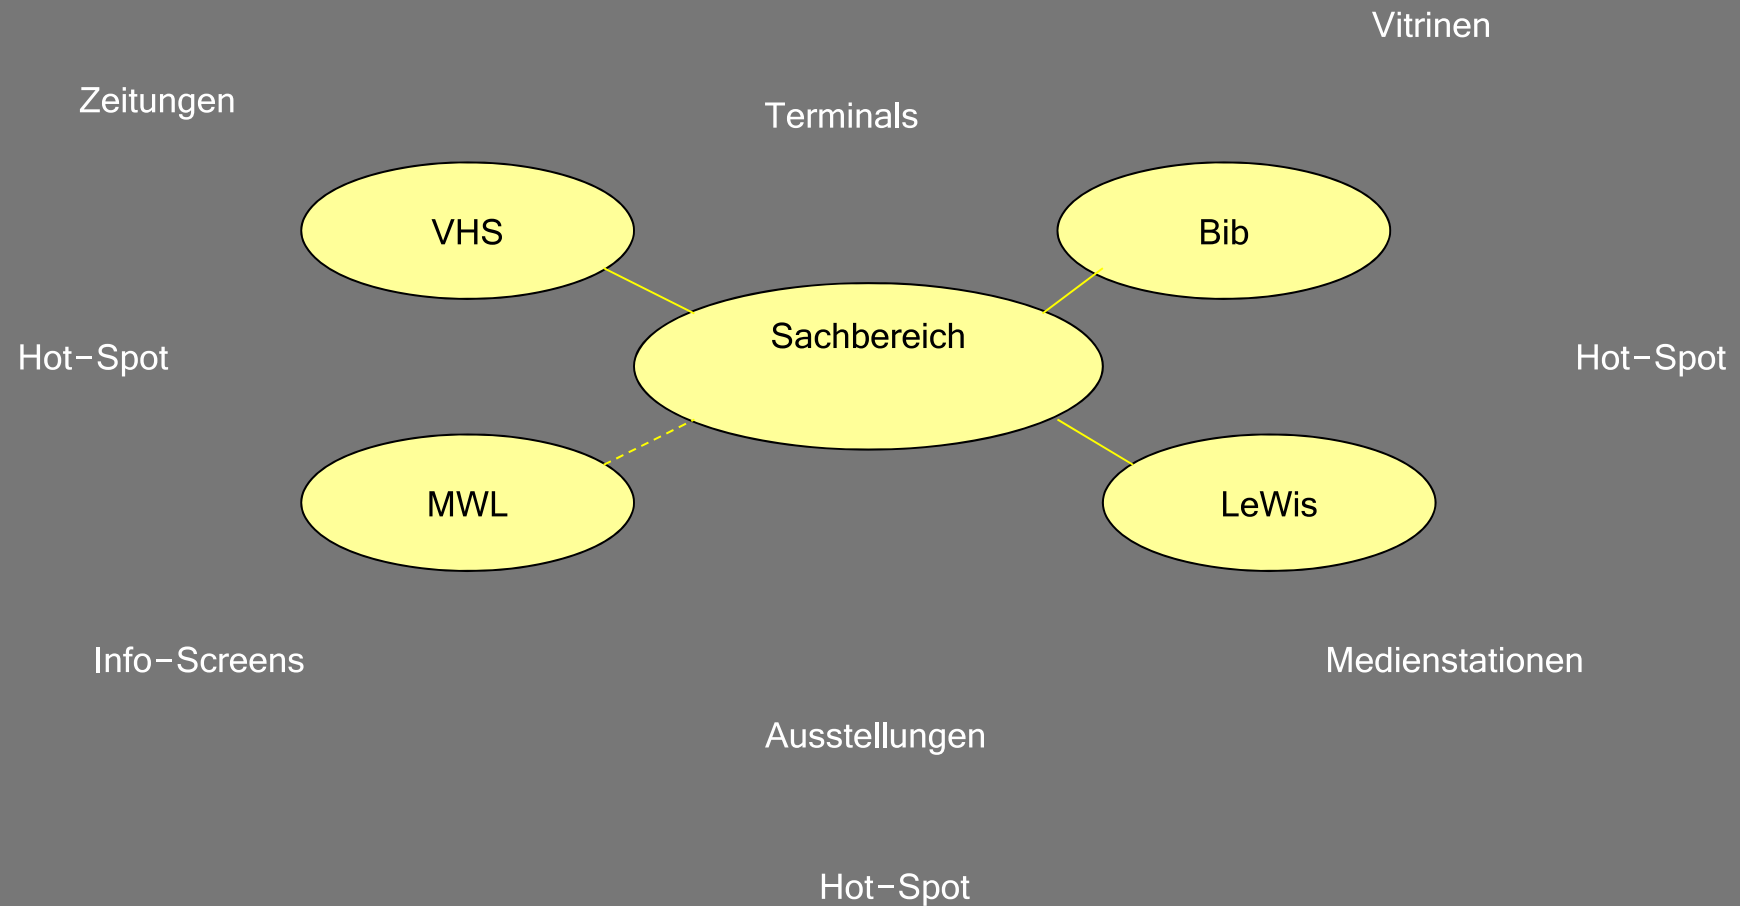 Vitrinen
Zeitungen
Terminals
VHS
Bib
Sachbereich
Hot−Spot
Hot−Spot
MWL
LeWis
Info−Screens
Medienstationen
Ausstellungen
Hot−Spot